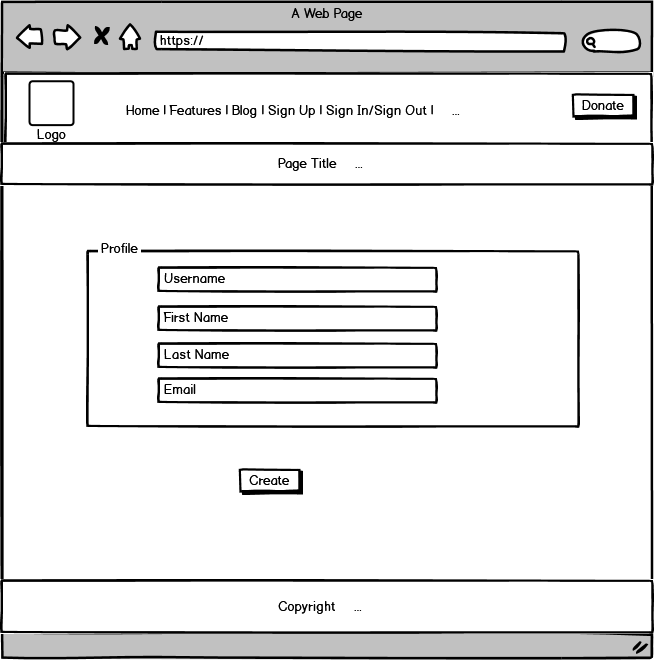 A Web Page
https://
Home | Features | Blog | Sign Up | Sign In/Sign Out | ...
Donate
Logo
Page Title ...
Profile
Username
First Name
Last Name
Email
Create
Copyright ...